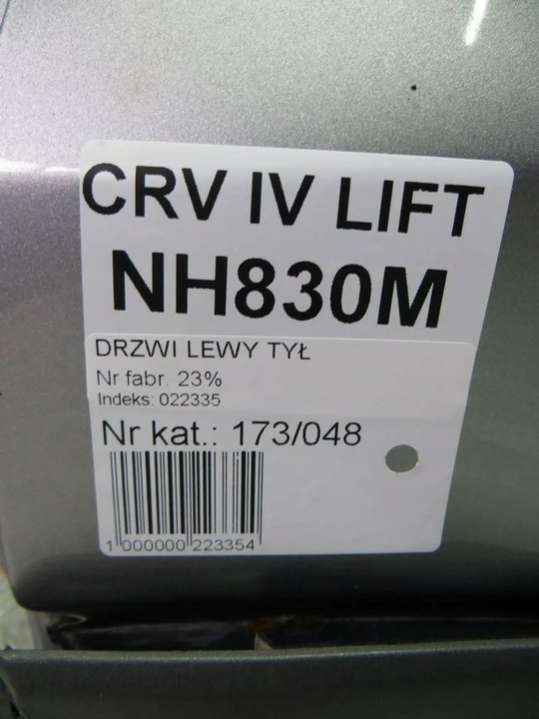 CRV IV LIFT
NH830M
DRZWI LEWY TYŁ
Nr fabr. 23%
Indeks: 022335
Nr kat.: 173/048
1 000000 223354